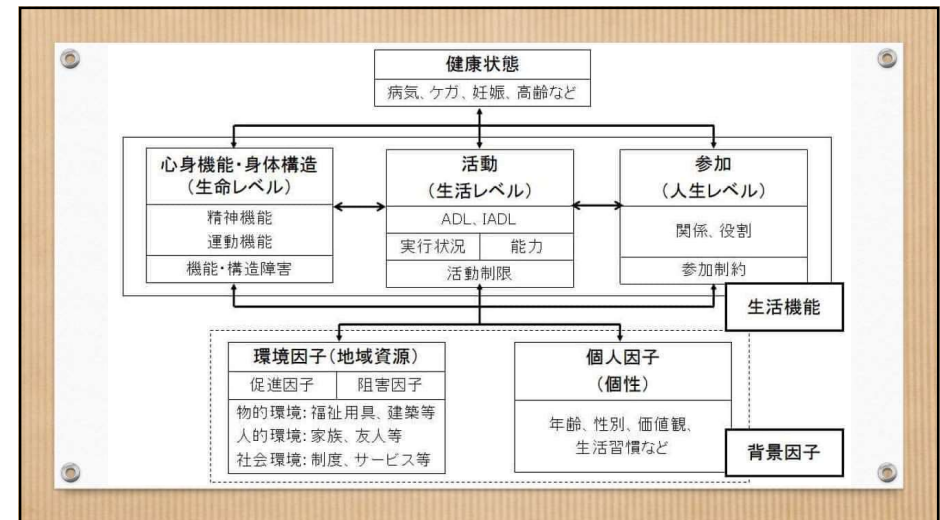 健康状態
病気、ケガ、妊娠、高齢など
心身機能・身体構造
（生命レベル）
精神機能
運動機能
機能・構造障害
活動
（生活レベル）
ADL、IADL
実行状況
能力
活動制限
参加
（人生レベル）
関係、役割
参加制約
生活機能
環境因子（地域資源）
促進因子
阻害因子
物的環境：福祉用具、建築等
人的環境：家族、友人等
社会環境：制度、サービス等
個人因子
（個性）
年齢、性別、価値観、
生活習慣など
背景因子